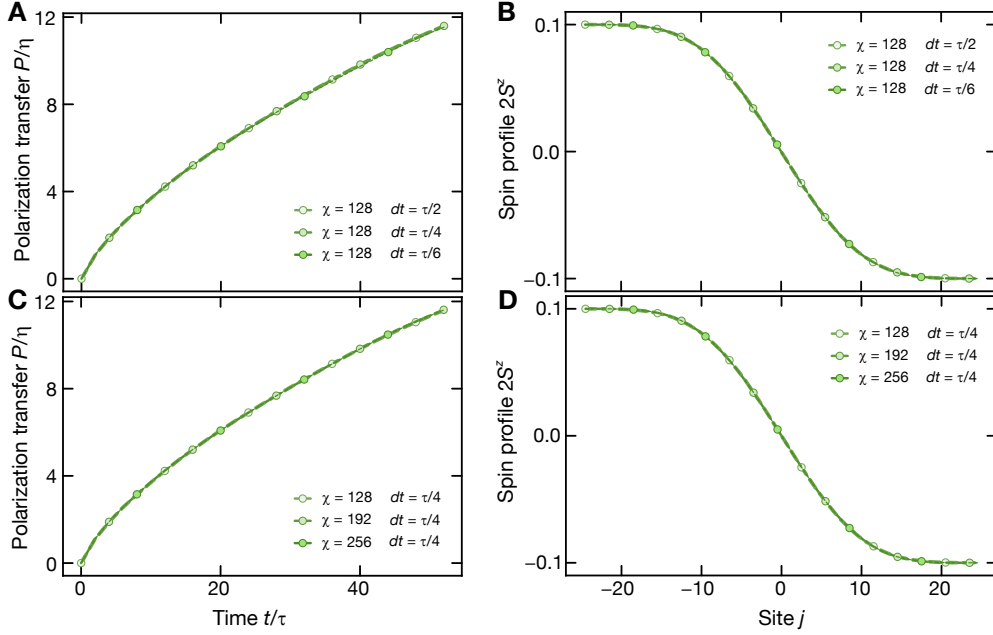 A
Polarization transfer P/η
12
8
4
0
χ = 128 dt = τ/2
χ = 128 dt = τ/4
χ = 128 dt = τ/6
B
Spin profile 2Sᶻ
0.1
0.0
−0.1
χ = 128 dt = τ/2
χ = 128 dt = τ/4
χ = 128 dt = τ/6
C
Polarization transfer P/η
12
8
4
0
χ = 128 dt = τ/4
χ = 192 dt = τ/4
χ = 256 dt = τ/4
0 20 40
Time t/τ
D
Spin profile 2Sᶻ
0.1
0.0
−0.1
χ = 128 dt = τ/4
χ = 192 dt = τ/4
χ = 256 dt = τ/4
−20 −10 0 10 20
Site j